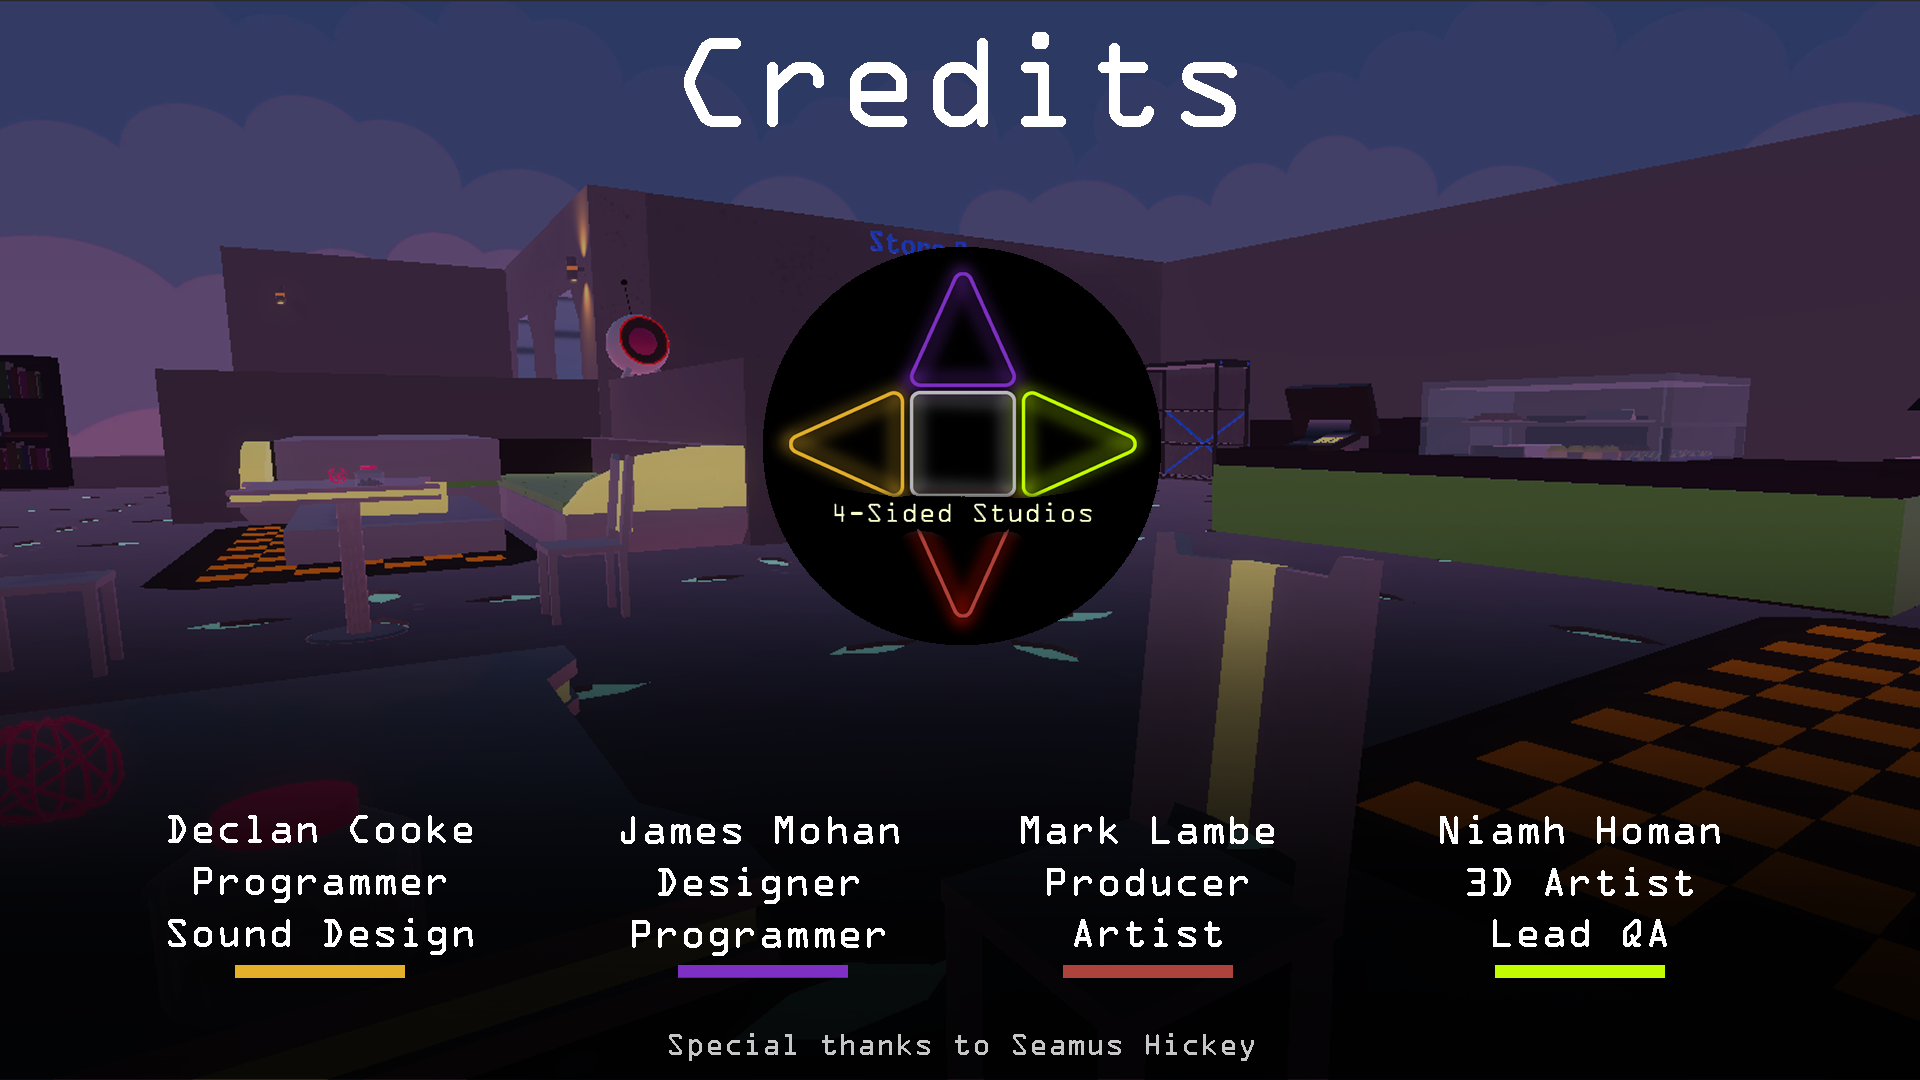 Credits
4-Sided Studios
Declan Cooke
Programmer
Sound Design
James Mohan
Designer
Programmer
Mark Lambe
Producer
Artist
Niamh Homan
3D Artist
Lead QA
Special thanks to Seamus Hickey